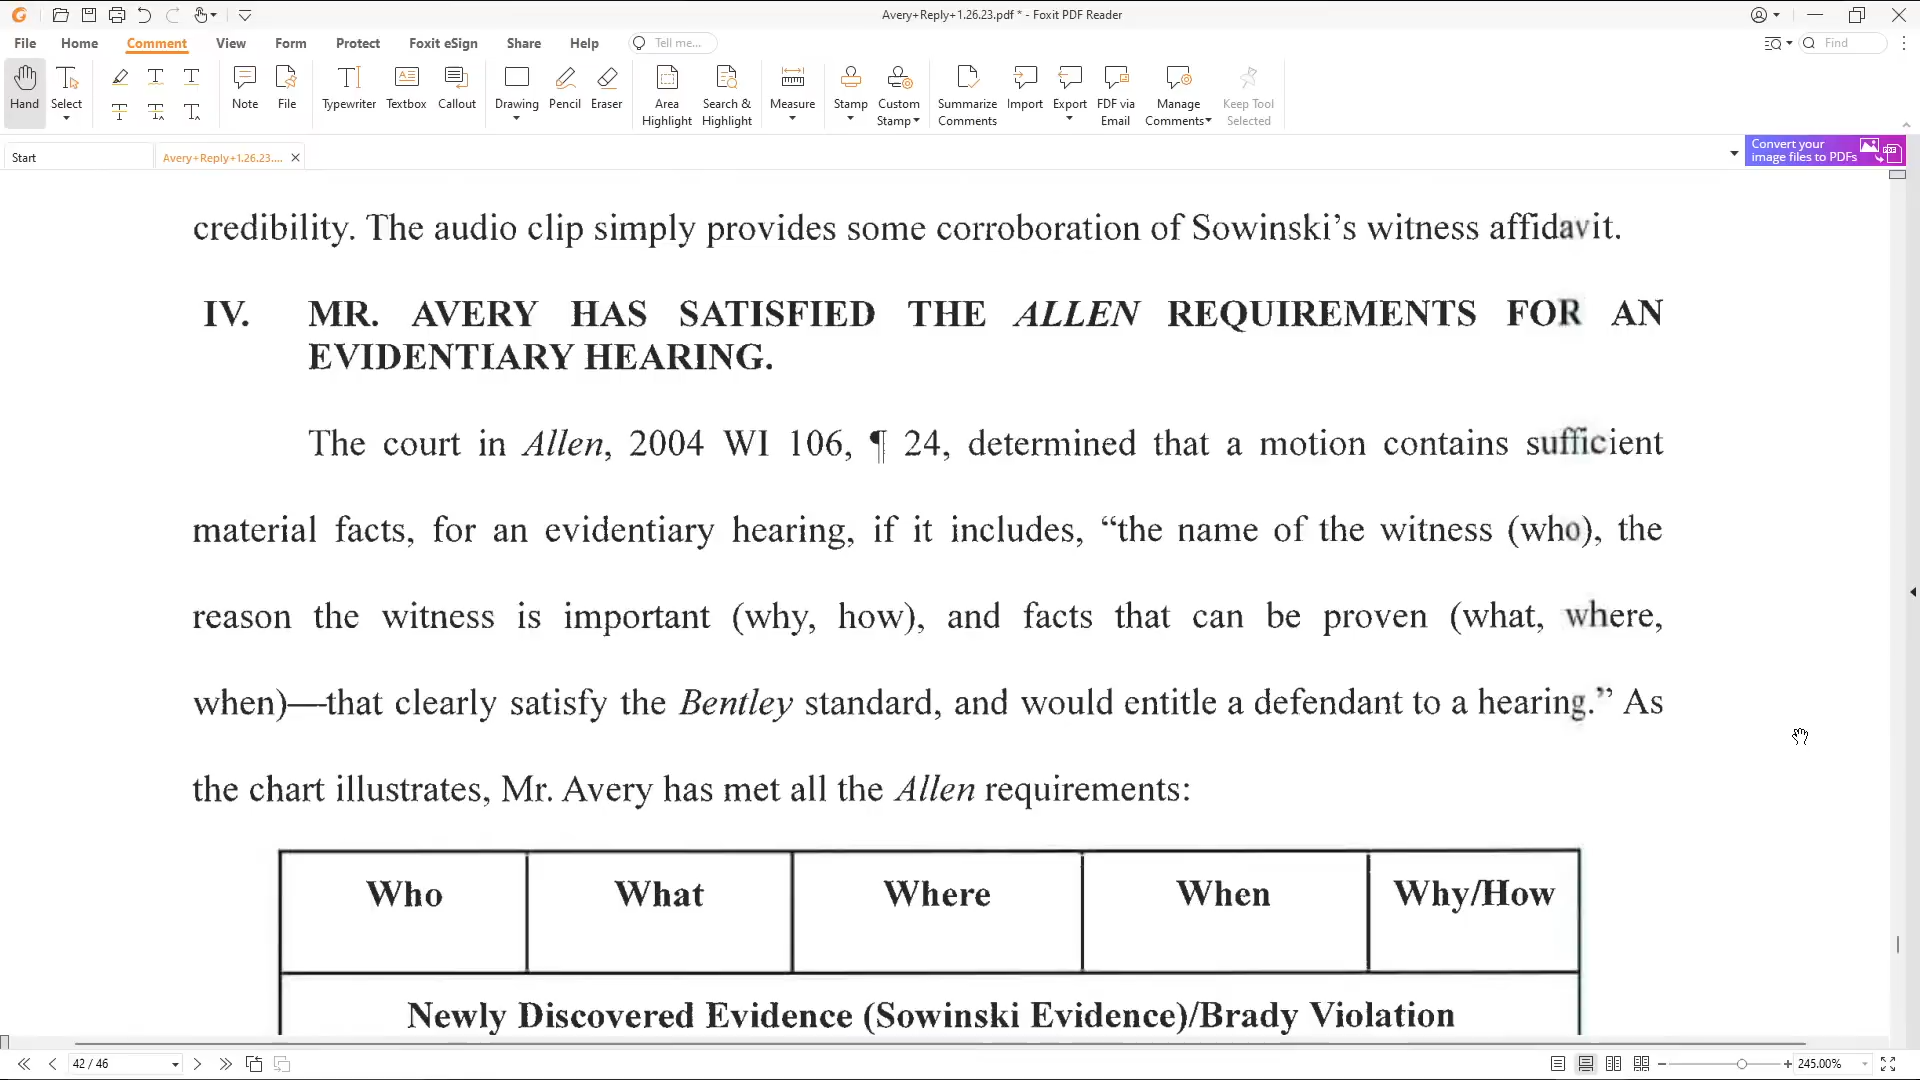 Avery+Reply+1.26.23.pdf * - Foxit PDF Reader
File Home Comment View Form Protect Foxit eSign Share Help Tell me... Find
Hand Select Note File Typewriter Textbox Callout Drawing Pencil Eraser Area Highlight Search & Highlight Measure Stamp Custom Stamp Summarize Comments Import Export FDF via Email Manage Comments Keep Tool Selected
Start Avery+Reply+1.26.23.... Convert your image files to PDFs
credibility. The audio clip simply provides some corroboration of Sowinski’s witness affidavit.
IV. MR. AVERY HAS SATISFIED THE ALLEN REQUIREMENTS FOR AN
EVIDENTIARY HEARING.
The court in Allen, 2004 WI 106, ¶ 24, determined that a motion contains sufficient
material facts, for an evidentiary hearing, if it includes, “the name of the witness (who), the
reason the witness is important (why, how), and facts that can be proven (what, where,
when)—that clearly satisfy the Bentley standard, and would entitle a defendant to a hearing.” As
the chart illustrates, Mr. Avery has met all the Allen requirements:
Who What Where When Why/How
Newly Discovered Evidence (Sowinski Evidence)/Brady Violation
42 / 46 245.00%